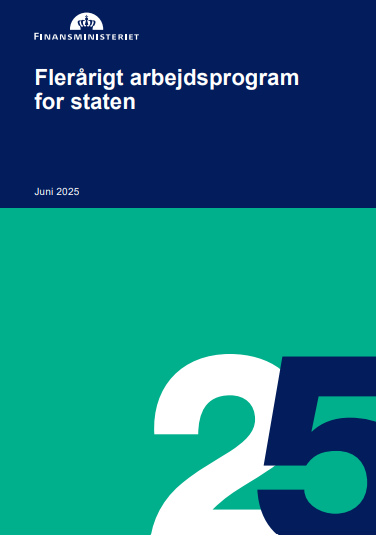 FINANSMINISTERIET
Flerårigt arbejdsprogram
for staten
Juni 2025
25